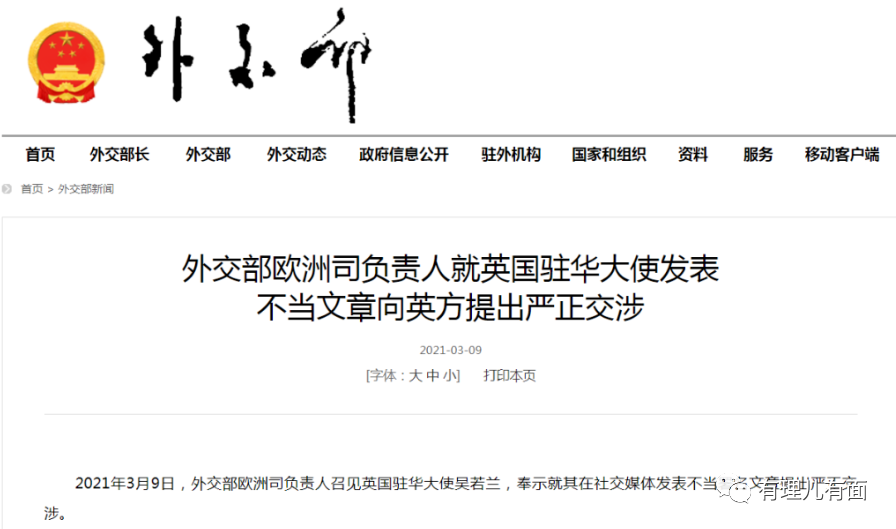 外交部
首页 外交部长 外交部 外交动态 政府信息公开 驻外机构 国家和组织 资料 服务 移动客户端
首页 > 外交部新闻
外交部欧洲司负责人就英国驻华大使发表
不当文章向英方提出严正交涉
2021-03-09
[字体：大 中 小] 打印本页
2021年3月9日，外交部欧洲司负责人召见英国驻华大使吴若兰，奉示就其在社交媒体发表不当
涉。
有理儿有面